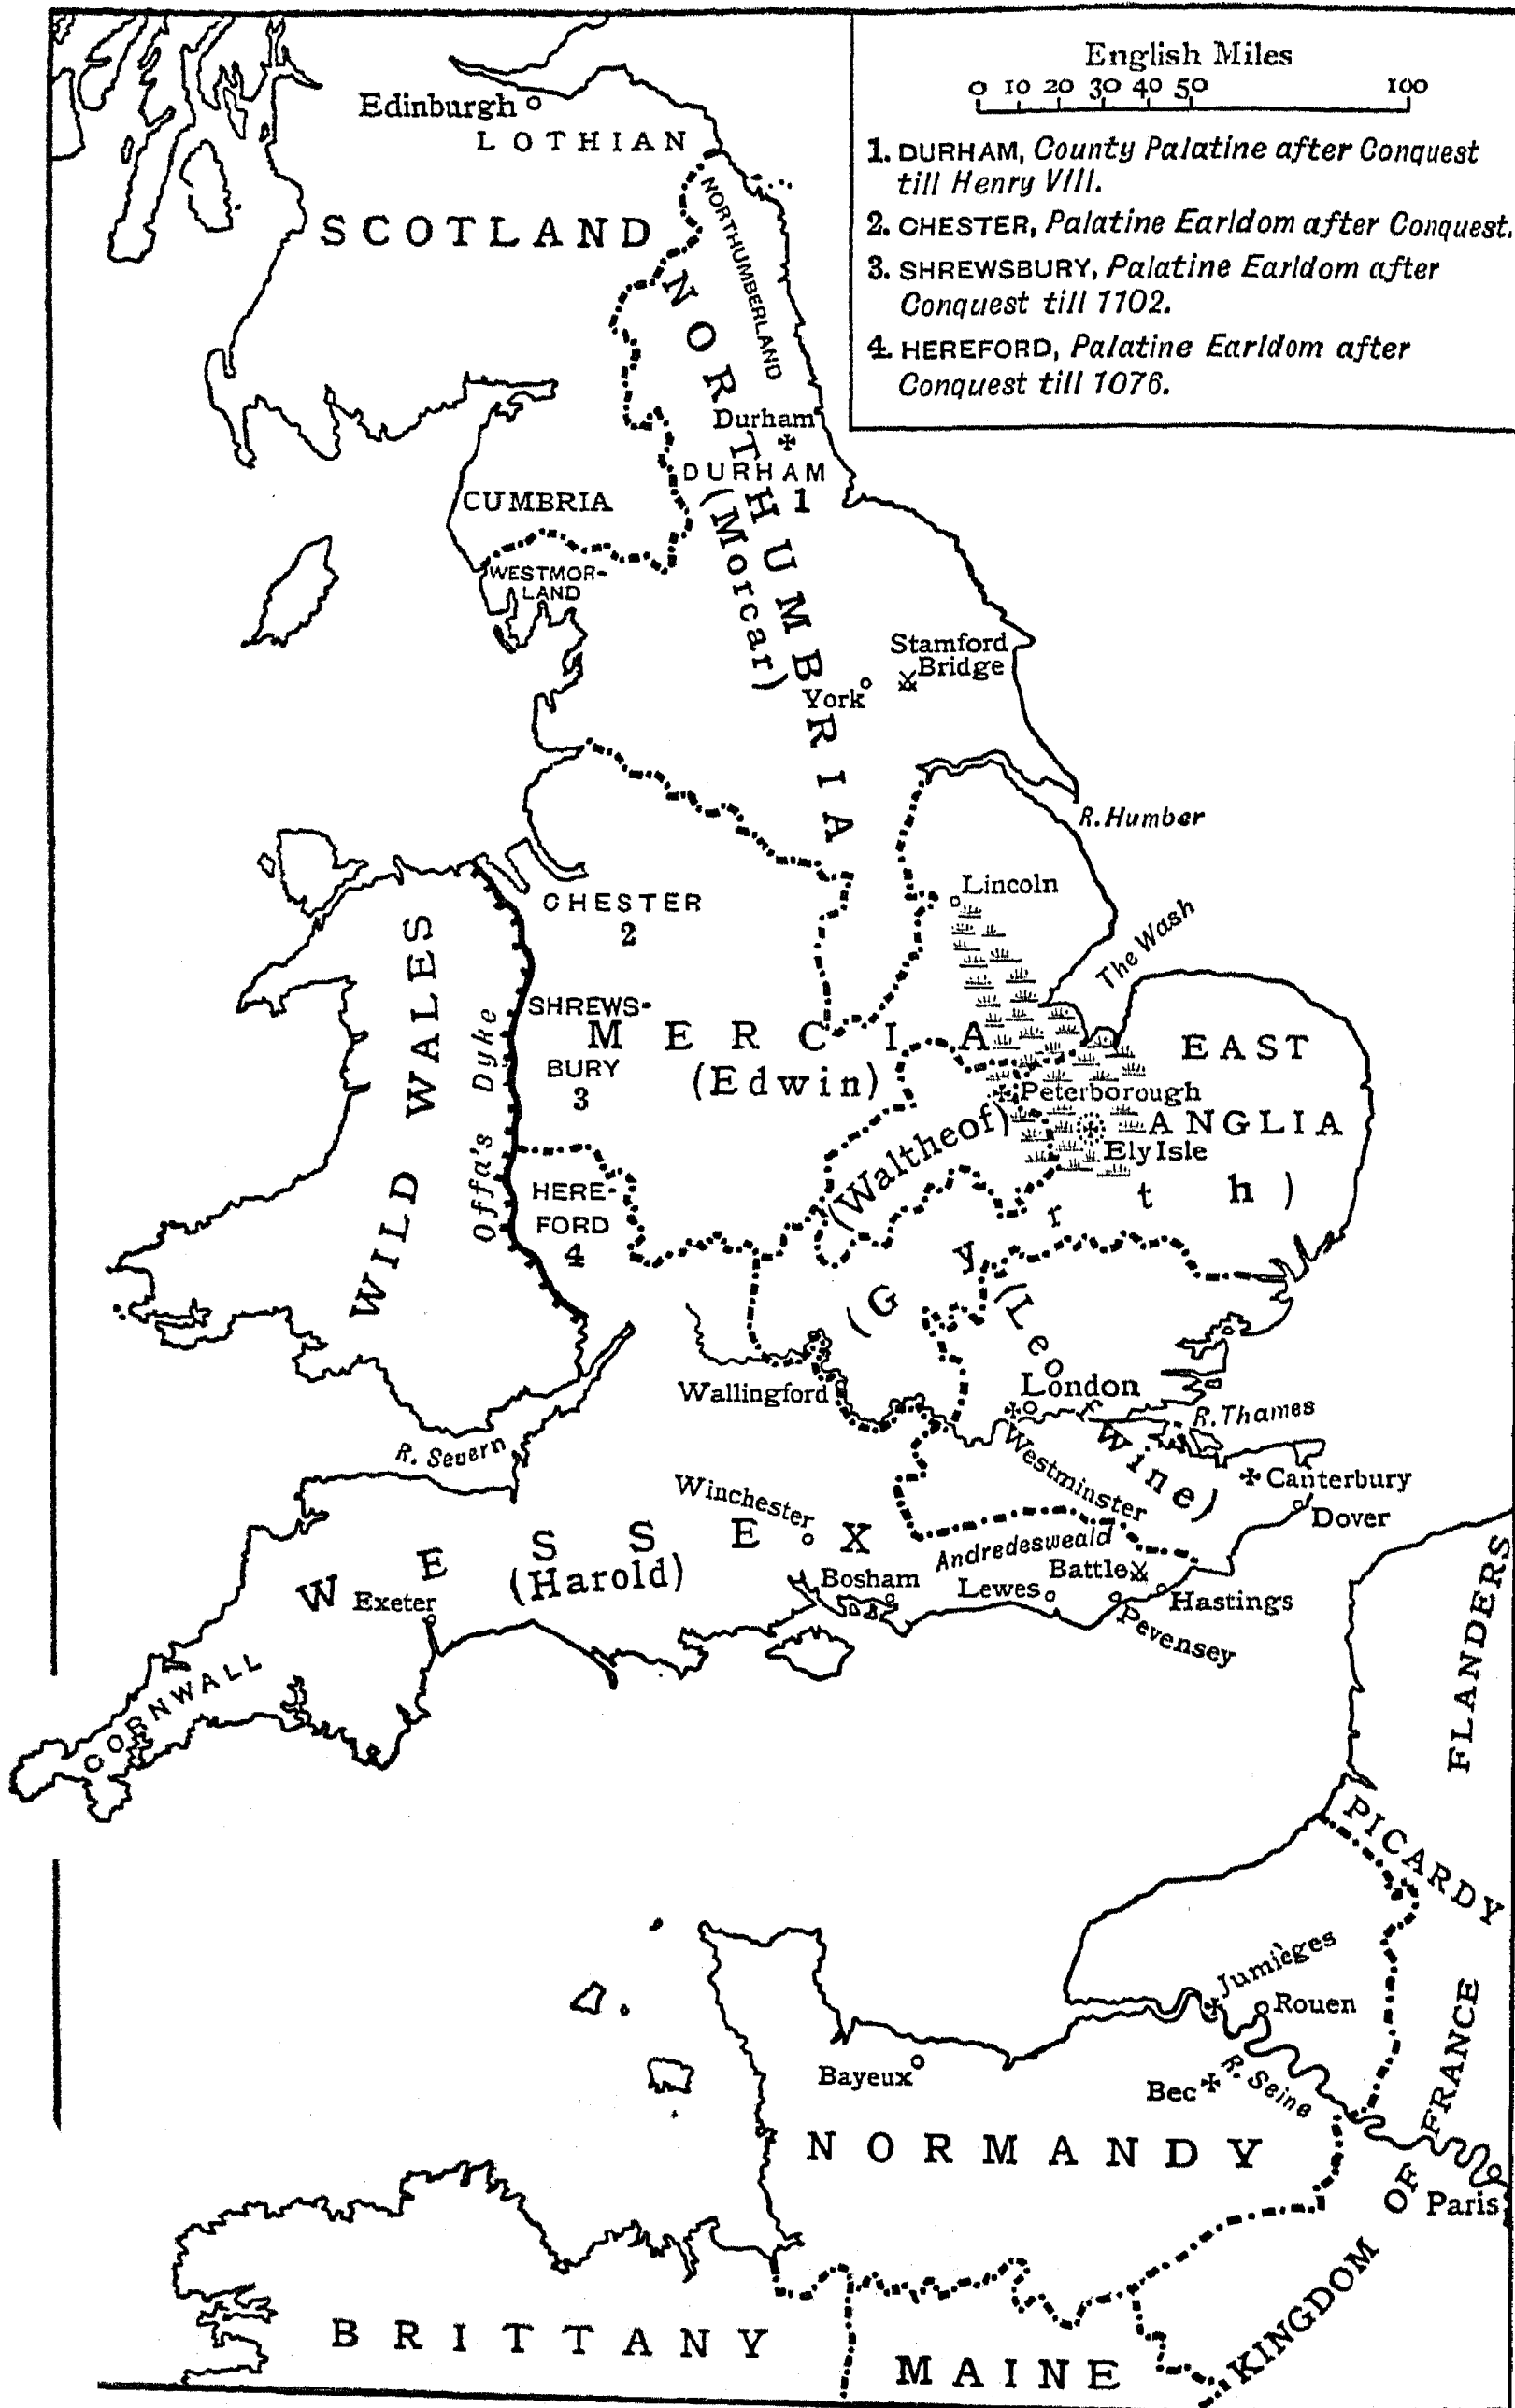 English Miles
0 10 20 30 40 50 100
1. DURHAM, County Palatine after Conquest
till Henry VIII.
2. CHESTER, Palatine Earldom after Conquest.
3. SHREWSBURY, Palatine Earldom after
Conquest till 1102.
4. HEREFORD, Palatine Earldom after
Conquest till 1076.
Edinburgh
LOTHIAN
SCOTLAND
NORTHUMBERLAND
NORTHUMBRIA
(Morcar)
Durham
DURHAM
1
CUMBRIA
WESTMOR-
LAND
Stamford
Bridge
York
R. Humber
Lincoln
The Wash
CHESTER
2
WILD WALES
Offa's Dyke
SHREWS-
BURY
3
MERCIA
(Edwin)
EAST
ANGLIA
Peterborough
Ely Isle
(Waltheof)
(Gyrth)
HERE-
FORD
4
(Leofwine)
Wallingford
London
R. Thames
Westminster
R. Severn
Canterbury
Dover
Winchester
WESSEX
(Harold)
Andredesweald
Battle
Bosham
Lewes
Hastings
Pevensey
Exeter
CORNWALL
FLANDERS
PICARDY
Jumièges
Rouen
Bayeux
Bec
R. Seine
NORMANDY
KINGDOM OF FRANCE
Paris
BRITTANY
MAINE